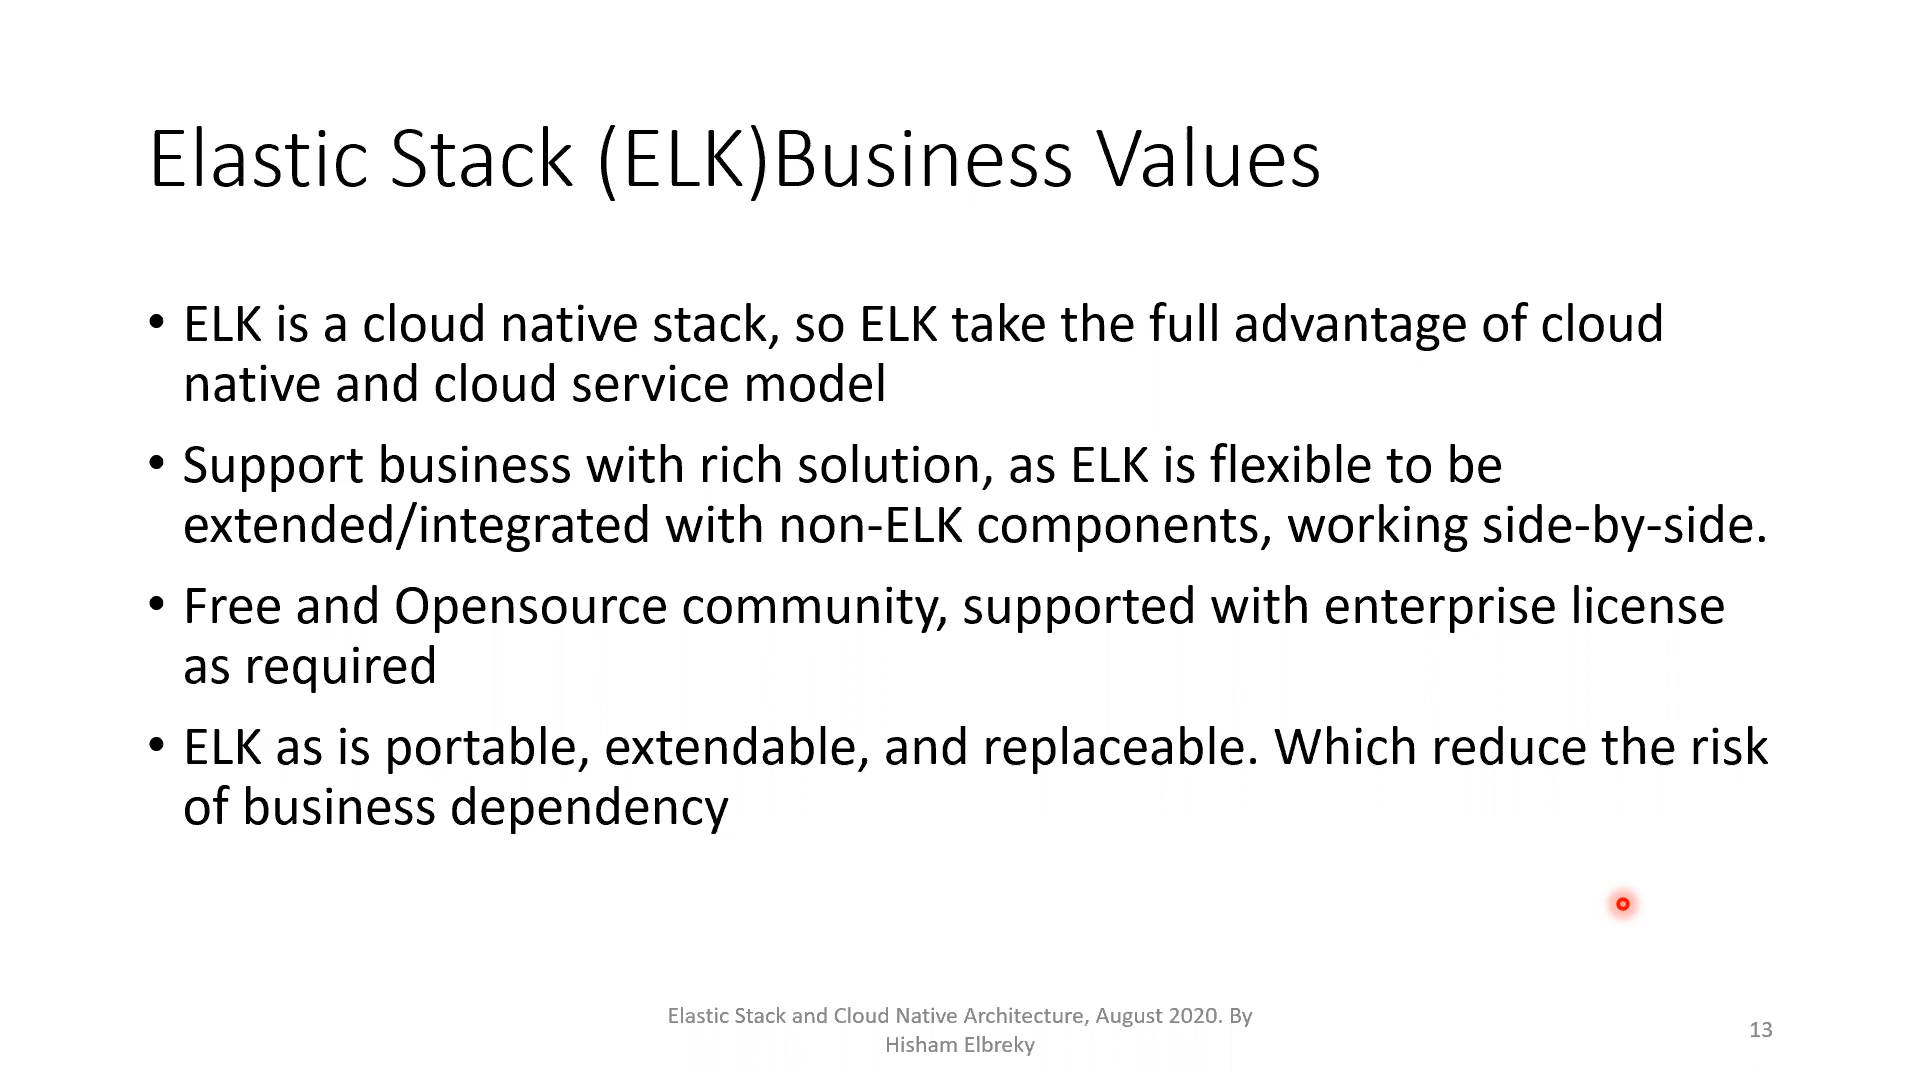 Elastic Stack (ELK)Business Values
• ELK is a cloud native stack, so ELK take the full advantage of cloud
native and cloud service model
• Support business with rich solution, as ELK is flexible to be
extended/integrated with non-ELK components, working side-by-side.
• Free and Opensource community, supported with enterprise license
as required
• ELK as is portable, extendable, and replaceable. Which reduce the risk
of business dependency
Elastic Stack and Cloud Native Architecture, August 2020. By
Hisham Elbreky
13